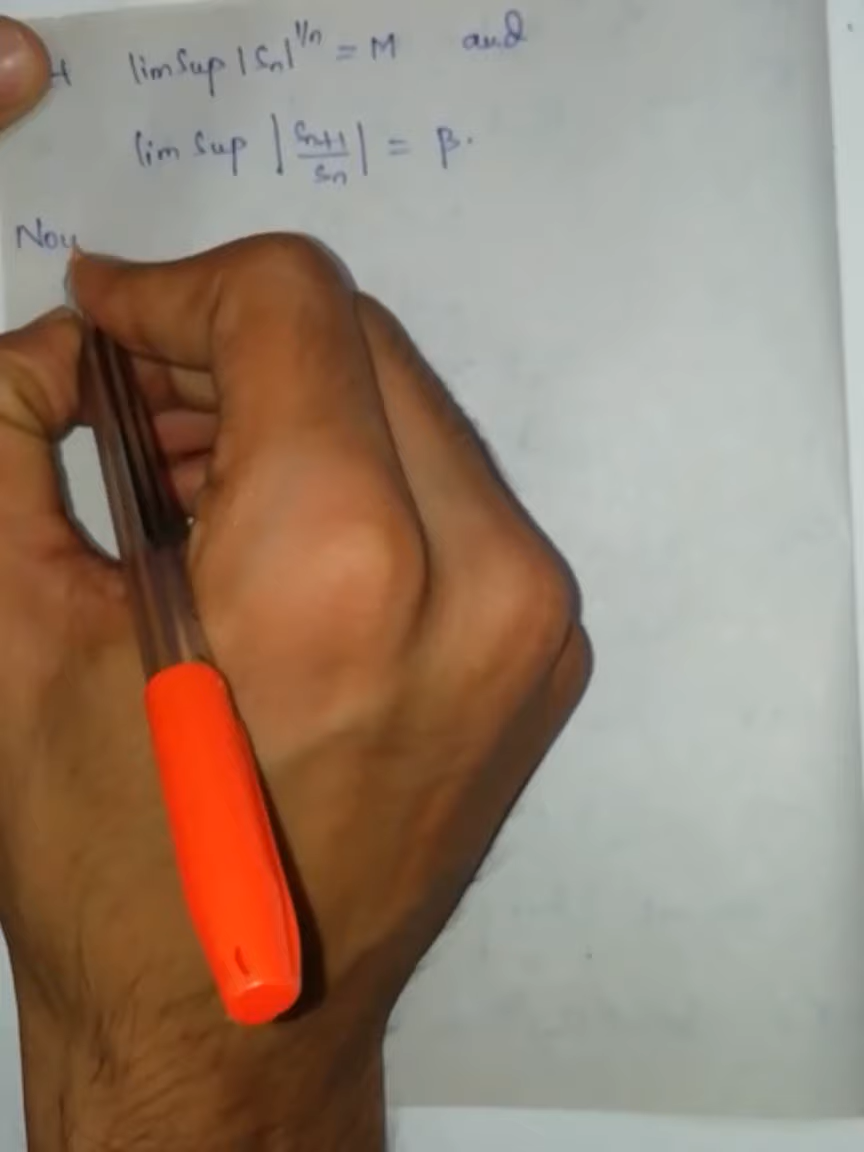 lim Sup |Sn|^1/n = M and
lim Sup |Sn+1/Sn| = β.
Now